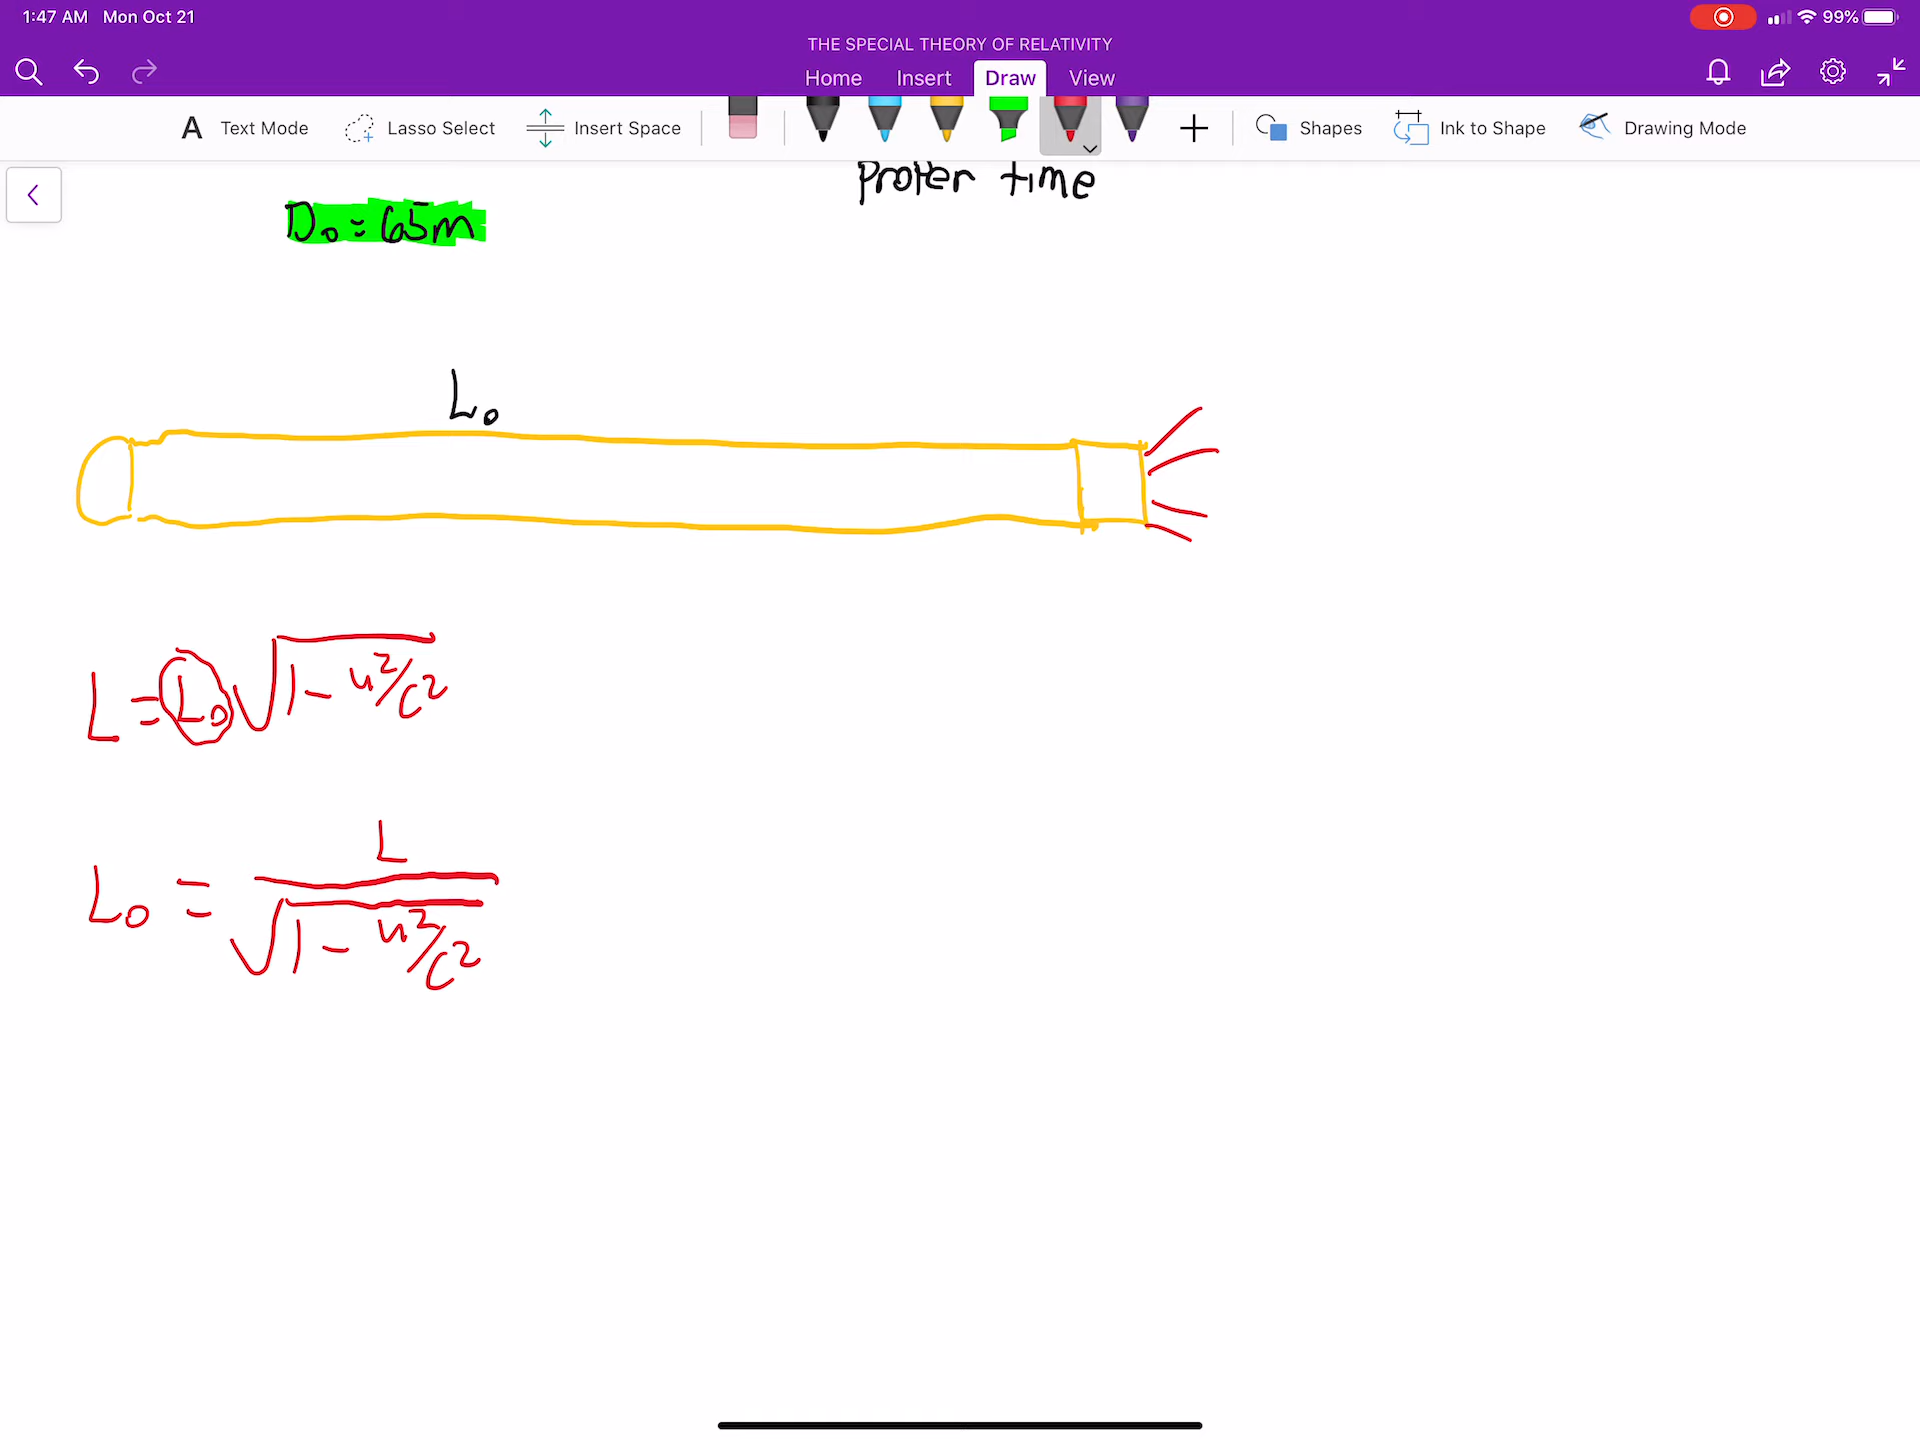 1:47 AM Mon Oct 21
99%
THE SPECIAL THEORY OF RELATIVITY
Home Insert Draw View
A Text Mode Lasso Select Insert Space Shapes Ink to Shape Drawing Mode
Proper time
D₀ = 65m
L₀
L = L₀ √(1 - u²/c²)
L₀ = L / √(1 - u²/c²)